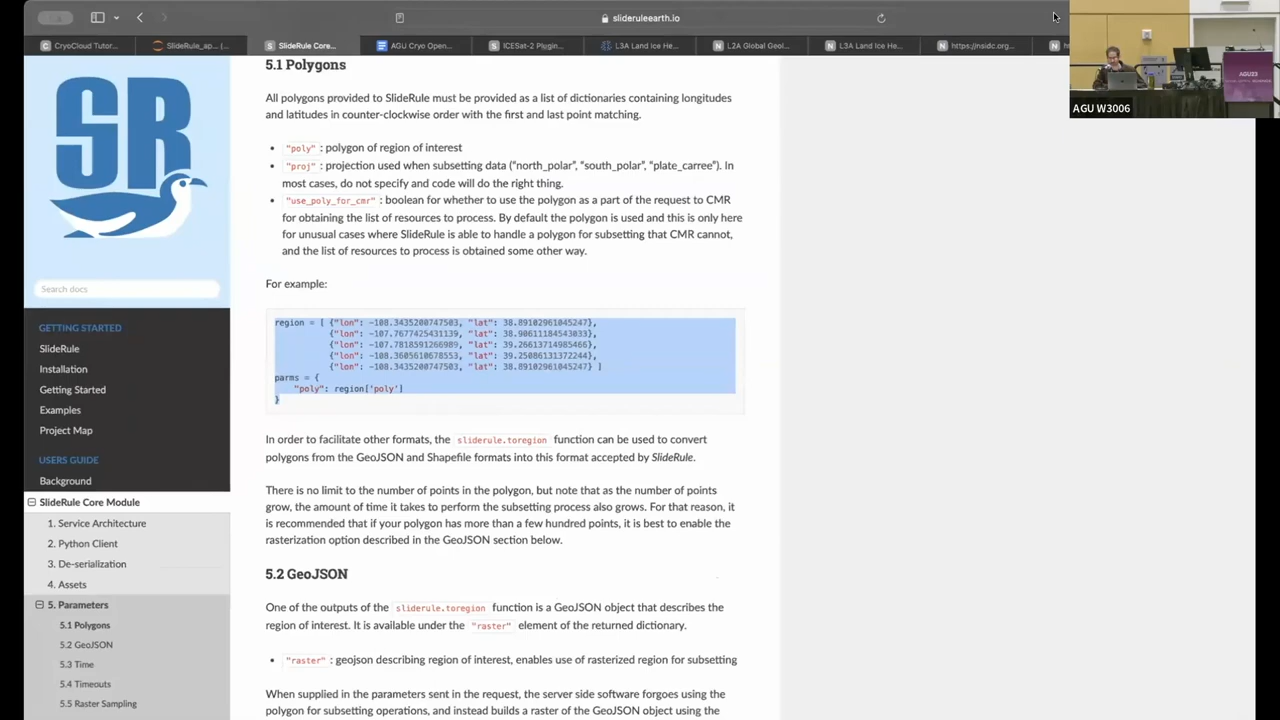 slideruleearth.io
CryoCloud Tutor...
SlideRule_ap... (...
SlideRule Core...
AGU Cryo Open...
ICESat-2 Plugin...
L3A Land Ice He...
L2A Global Geol...
L3A Land Ice He...
https://nsidc.org...
AGU23
AGU W3006
SR
Search docs
GETTING STARTED
SlideRule
Installation
Getting Started
Examples
Project Map
USERS GUIDE
Background
SlideRule Core Module
1. Service Architecture
2. Python Client
3. De-serialization
4. Assets
5. Parameters
5.1 Polygons
5.2 GeoJSON
5.3 Time
5.4 Timeouts
5.5 Raster Sampling
5.1 Polygons
All polygons provided to SlideRule must be provided as a list of dictionaries containing longitudes
and latitudes in counter-clockwise order with the first and last point matching.
"poly" : polygon of region of interest
"proj" : projection used when subsetting data (“north_polar”, “south_polar”, “plate_carree”). In
most cases, do not specify and code will do the right thing.
"use_poly_for_cmr" : boolean for whether to use the polygon as a part of the request to CMR
for obtaining the list of resources to process. By default the polygon is used and this is only here
for unusual cases where SlideRule is able to handle a polygon for subsetting that CMR cannot,
and the list of resources to process is obtained some other way.
For example:
region = [ {"lon": -108.3435200747503, "lat": 38.89102961045247},
{"lon": -107.7677425431139, "lat": 38.90611184543033},
{"lon": -107.7818591266989, "lat": 39.26613714985466},
{"lon": -108.3605610678553, "lat": 39.25086131372244},
{"lon": -108.3435200747503, "lat": 38.89102961045247} ]
parms = {
"poly": region['poly']
}
In order to facilitate other formats, the sliderule.toregion function can be used to convert
polygons from the GeoJSON and Shapefile formats into this format accepted by SlideRule.
There is no limit to the number of points in the polygon, but note that as the number of points
grow, the amount of time it takes to perform the subsetting process also grows. For that reason, it
is recommended that if your polygon has more than a few hundred points, it is best to enable the
rasterization option described in the GeoJSON section below.
5.2 GeoJSON
One of the outputs of the sliderule.toregion function is a GeoJSON object that describes the
region of interest. It is available under the "raster" element of the returned dictionary.
"raster" : geojson describing region of interest, enables use of rasterized region for subsetting
When supplied in the parameters sent in the request, the server side software forgoes using the
polygon for subsetting operations, and instead builds a raster of the GeoJSON object using the